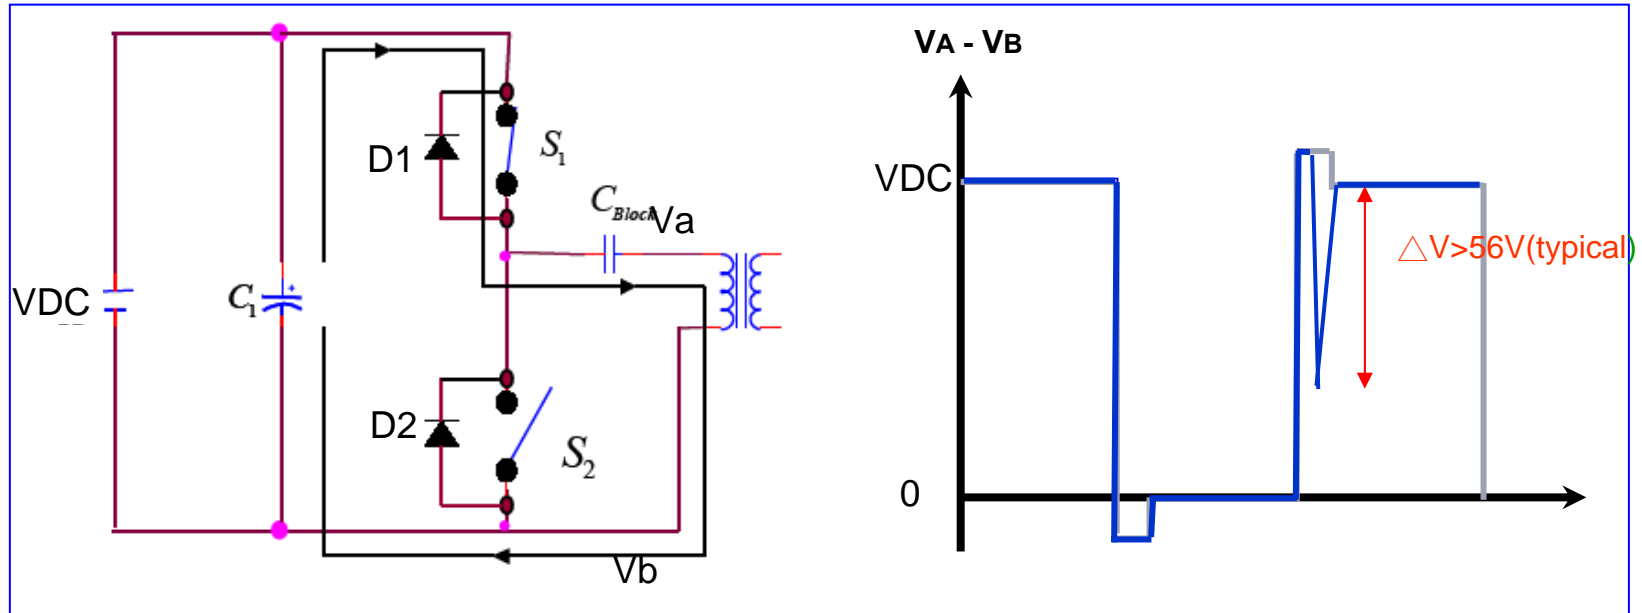 VDC
C1
+
D1
S1
CBlock
Va
D2
S2
Vb
VA - VB
VDC
0
△V>56V(typical)